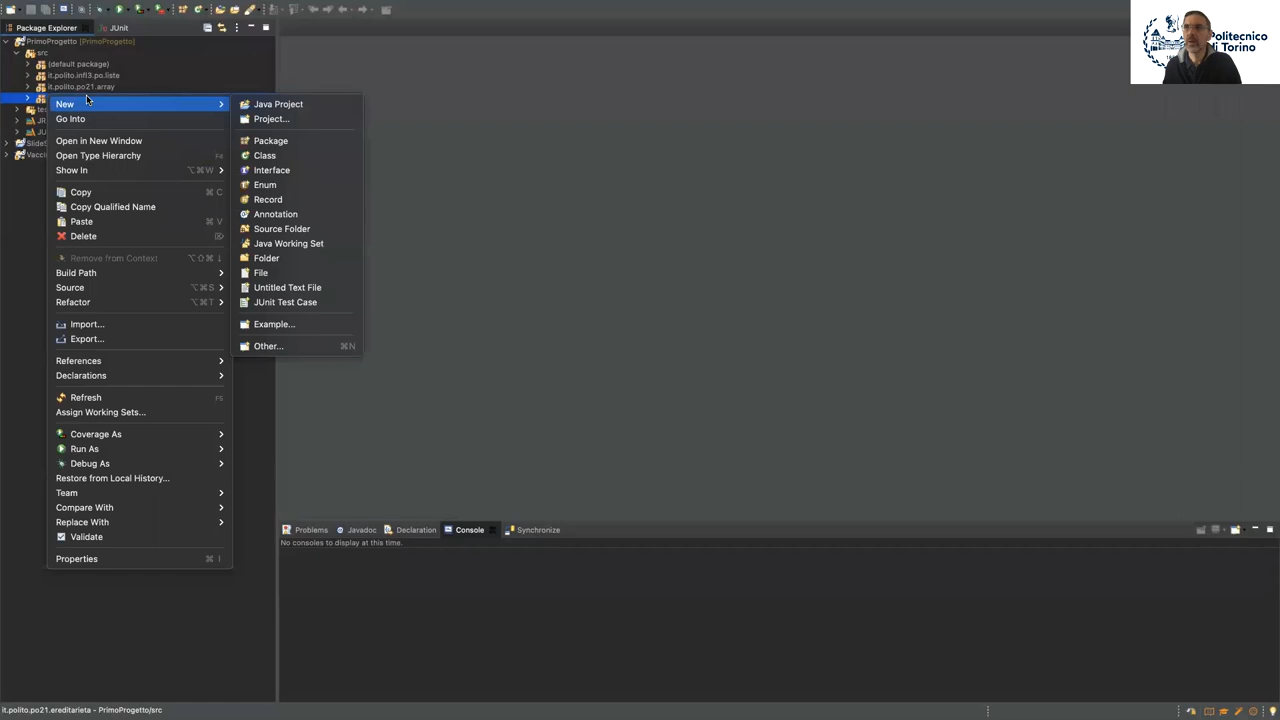 Package Explorer
JUnit
PrimoProgetto [PrimoProgetto]
src
(default package)
it.polito.infl3.po.liste
it.polito.po21.array
JR
JU
Vacci
New
Go Into
Open in New Window
Open Type Hierarchy F4
Show In ⌥⌘W
Copy ⌘ C
Copy Qualified Name
Paste ⌘ V
Delete ⌦
Remove from Context ⌥⇧⌘ ↓
Build Path
Source ⌥⌘S
Refactor ⌥⌘T
Import...
Export...
References
Declarations
Refresh F5
Assign Working Sets...
Coverage As
Run As
Debug As
Restore from Local History...
Team
Compare With
Replace With
Validate
Properties ⌘ I
Java Project
Project...
Package
Class
Interface
Enum
Record
Annotation
Source Folder
Java Working Set
Folder
File
Untitled Text File
JUnit Test Case
Example...
Other... ⌘N
Politecnico
di Torino
Problems
Javadoc
Declaration
Console
Synchronize
No consoles to display at this time.
it.polito.po21.ereditarieta - PrimoProgetto/src